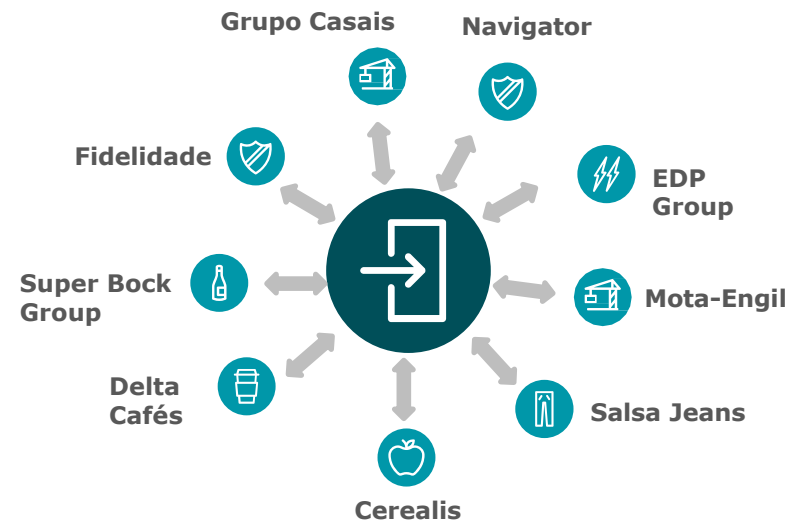 Grupo Casais
Navigator
Fidelidade
EDP
Group
Super Bock
Group
Mota-Engil
Delta
Cafés
Salsa Jeans
Cerealis